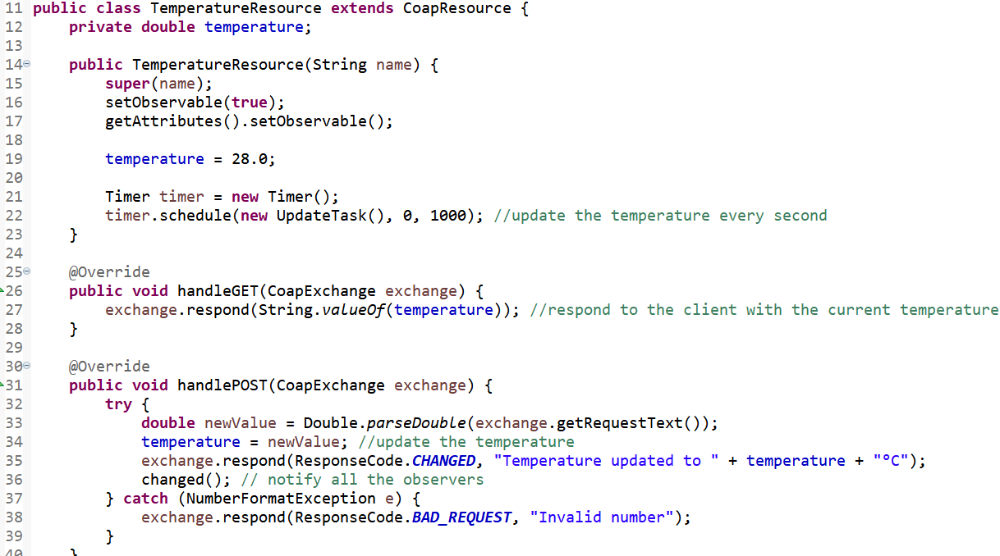 11 public class TemperatureResource extends CoapResource {
12     private double temperature;
13
14     public TemperatureResource(String name) {
15         super(name);
16         setObservable(true);
17         getAttributes().setObservable();
18
19         temperature = 28.0;
20
21         Timer timer = new Timer();
22         timer.schedule(new UpdateTask(), 0, 1000); //update the temperature every second
23     }
24
25     @Override
26     public void handleGET(CoapExchange exchange) {
27         exchange.respond(String.valueOf(temperature)); //respond to the client with the current temperature
28     }
29
30     @Override
31     public void handlePOST(CoapExchange exchange) {
32         try {
33             double newValue = Double.parseDouble(exchange.getRequestText());
34             temperature = newValue; //update the temperature
35             exchange.respond(ResponseCode.CHANGED, "Temperature updated to " + temperature + "°C");
36             changed(); // notify all the observers
37         } catch (NumberFormatException e) {
38             exchange.respond(ResponseCode.BAD_REQUEST, "Invalid number");
39         }
40     }